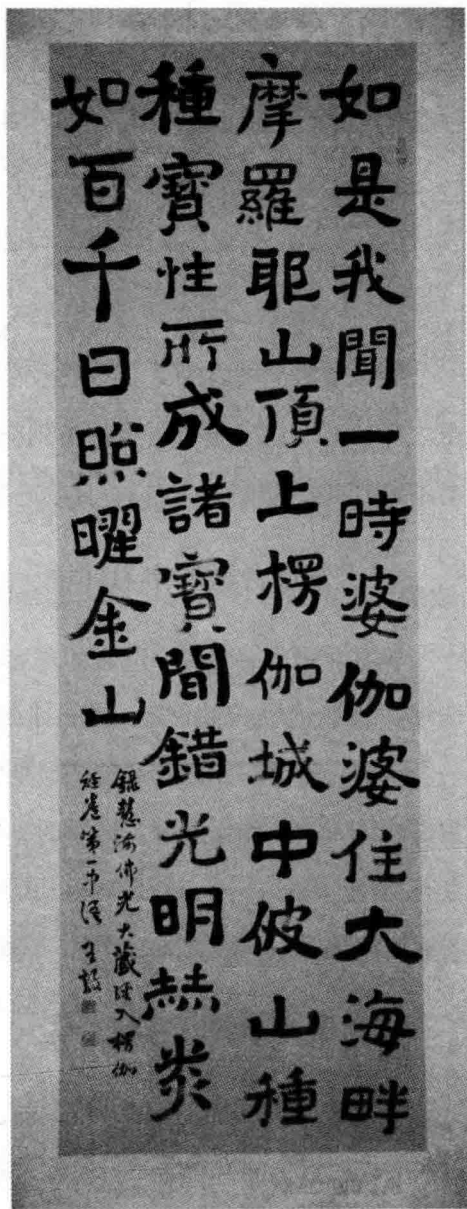 如是我聞一時婆伽婆住大海畔
摩羅耶山頂上楞伽城中彼山種
種寶性所成諸寶間錯光明赫炎
如百千日照曜金山
錄慧海佛光大藏經入楞伽
經卷第一